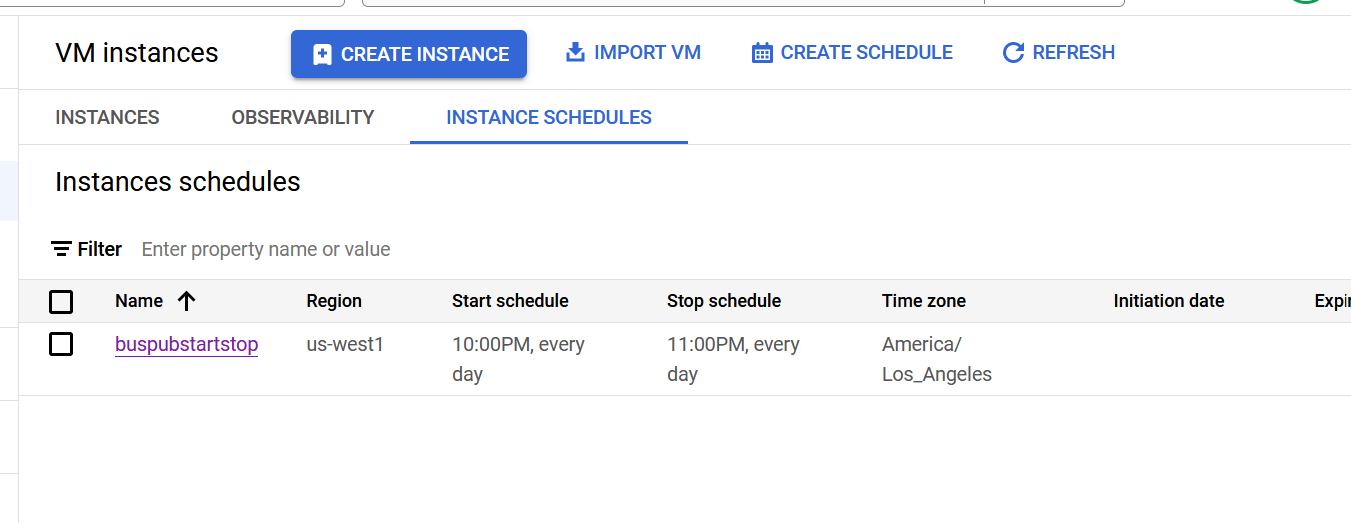 VM instances CREATE INSTANCE IMPORT VM CREATE SCHEDULE REFRESH
INSTANCES OBSERVABILITY INSTANCE SCHEDULES
Instances schedules
Filter Enter property name or value
Name Region Start schedule Stop schedule Time zone Initiation date Expi
buspubstartstop us-west1 10:00PM, every 11:00PM, every America/
day day Los_Angeles